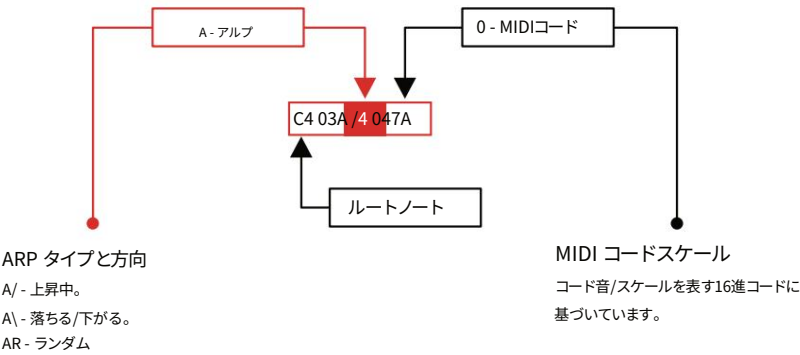 A - アルプ
0 - MIDIコード
C4 03A /4 047A
ルートノート
ARP タイプと方向
A/ - 上昇中。
A\ - 落ちる/下がる。
AR - ランダム
MIDI コードスケール
コード音/スケールを表す16進コードに
基づいています。